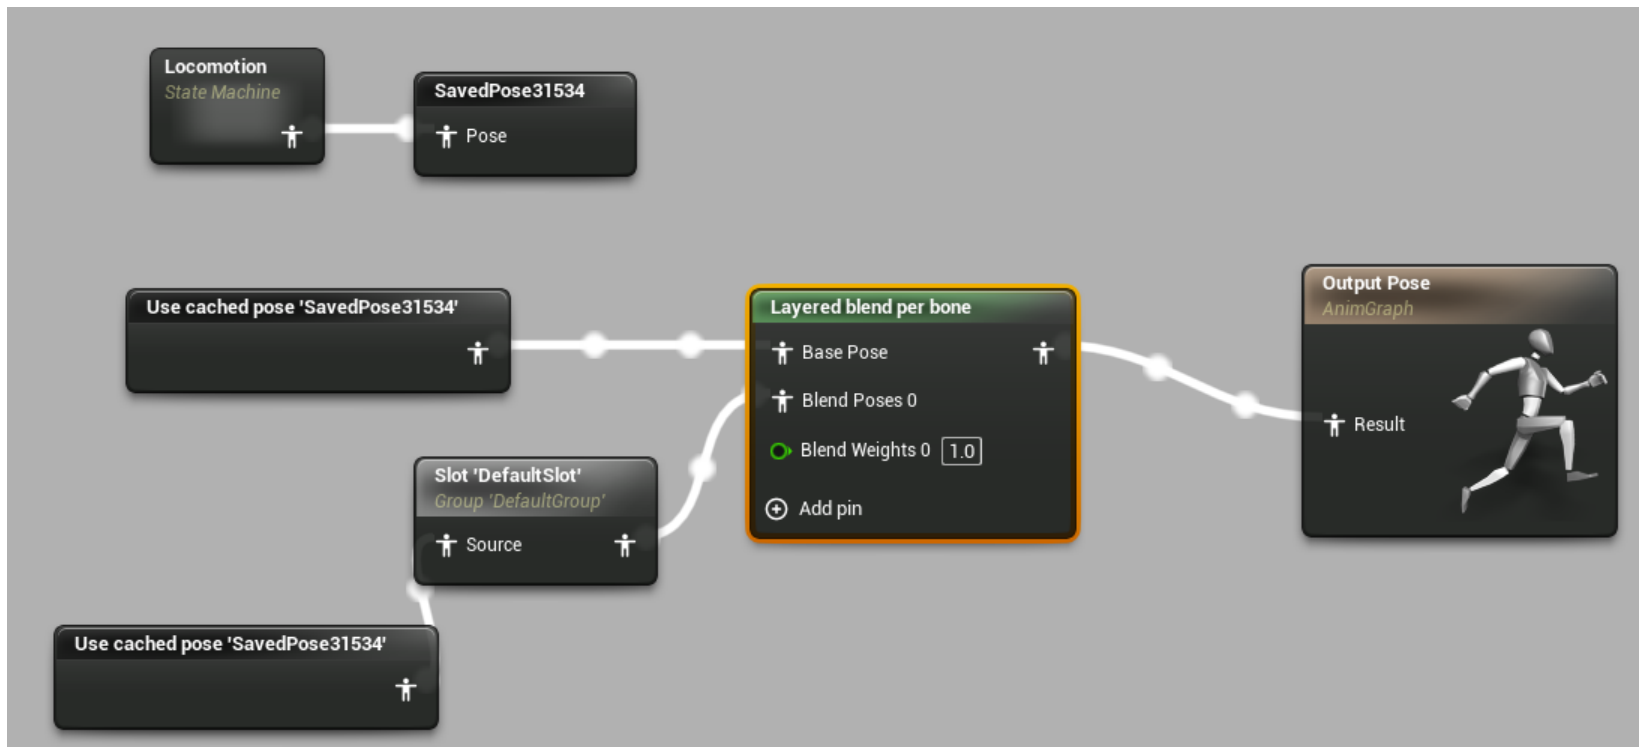 Locomotion
State Machine
SavedPose31534
Pose
Use cached pose 'SavedPose31534'
Layered blend per bone
Base Pose
Blend Poses 0
Blend Weights 0 1.0
Add pin
Output Pose
AnimGraph
Result
Slot 'DefaultSlot'
Group 'DefaultGroup'
Source
Use cached pose 'SavedPose31534'